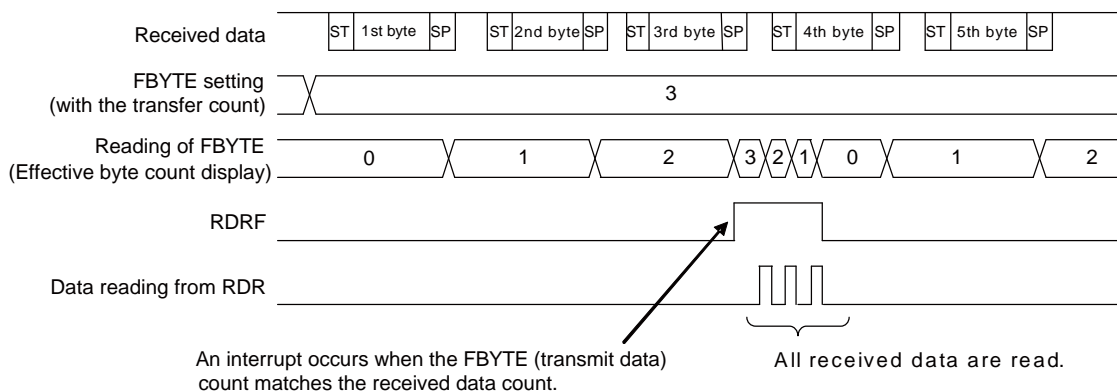 Received data
ST 1st byte SP ST 2nd byte SP ST 3rd byte SP ST 4th byte SP ST 5th byte SP
FBYTE setting
(with the transfer count)
3
Reading of FBYTE
(Effective byte count display)
0 1 2 3 2 1 0 1 2
RDRF
Data reading from RDR
An interrupt occurs when the FBYTE (transmit data)
count matches the received data count.
All received data are read.